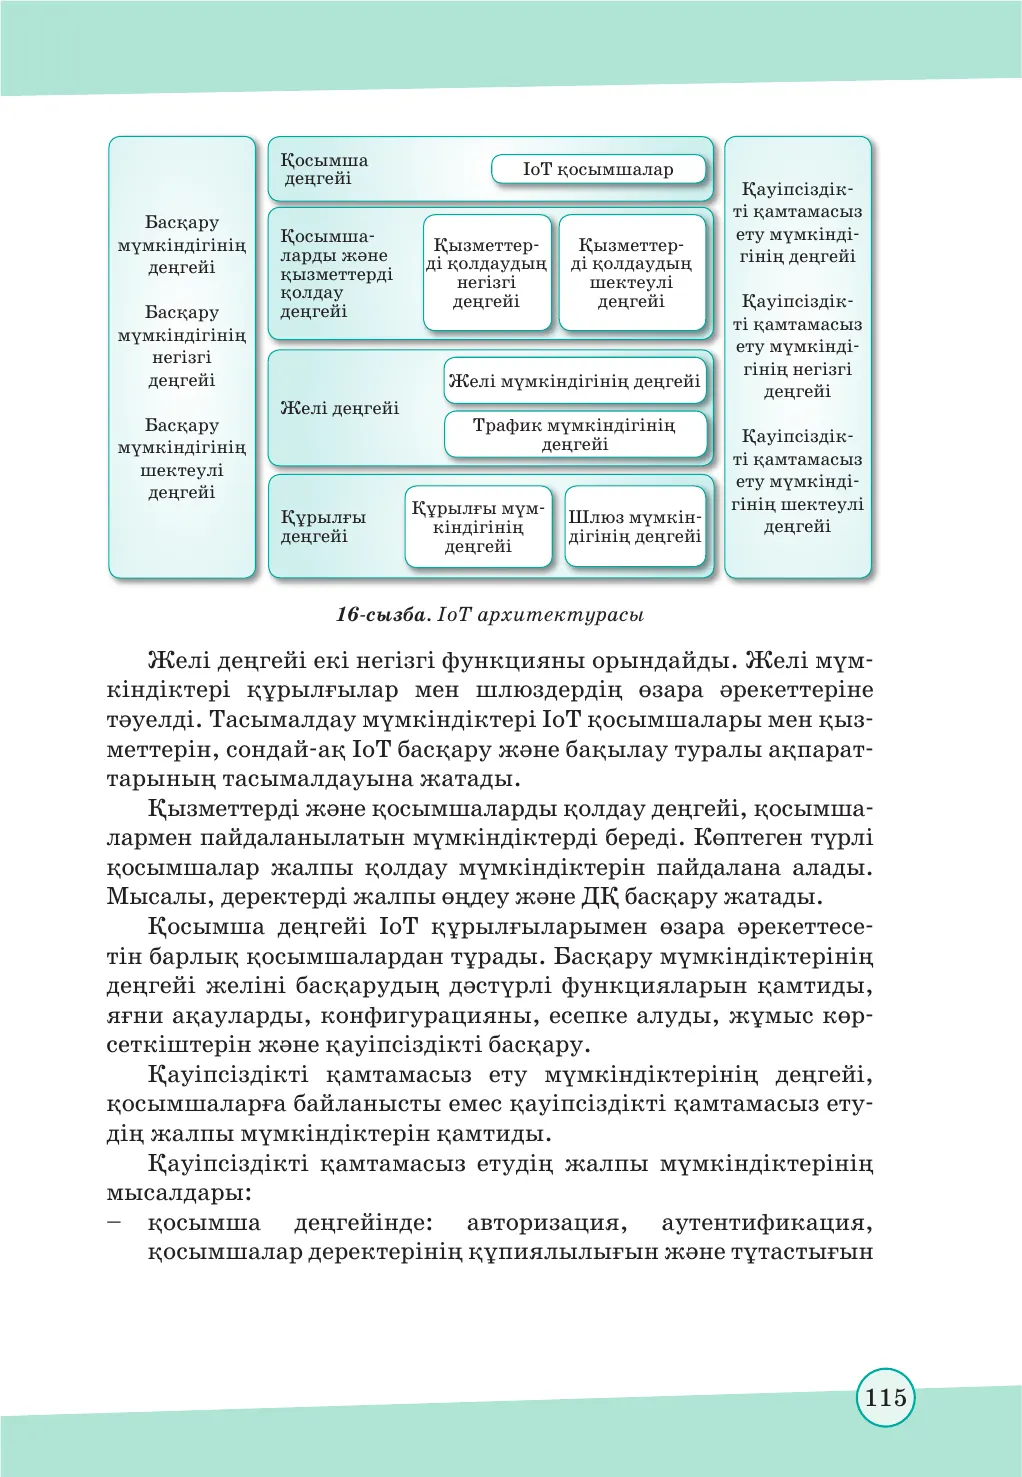 Басқару
мүмкіндігінің
деңгейі
Басқару
мүмкіндігінің
негізгі
деңгейі
Басқару
мүмкіндігінің
шектеулі
деңгейі
Қосымша
деңгейі
IoT қосымшалар
Қосымша-
ларды және
қызметтерді
қолдау
деңгейі
Қызметтер-
ді қолдаудың
негізгі
деңгейі
Қызметтер-
ді қолдаудың
шектеулі
деңгейі
Желі деңгейі
Желі мүмкіндігінің деңгейі
Трафик мүмкіндігінің
деңгейі
Құрылғы
деңгейі
Құрылғы мүм-
кіндігінің
деңгейі
Шлюз мүмкін-
дігінің деңгейі
Қауіпсіздік-
ті қамтамасыз
ету мүмкінді-
гінің деңгейі
Қауіпсіздік-
ті қамтамасыз
ету мүмкінді-
гінің негізгі
деңгейі
Қауіпсіздік-
ті қамтамасыз
ету мүмкінді-
гінің шектеулі
деңгейі
16-сызба. IoT архитектурасы
Желі деңгейі екі негізгі функцияны орындайды. Желі мүм-
кіндіктері құрылғылар мен шлюздердің өзара әрекеттеріне
тәуелді. Тасымалдау мүмкіндіктері IoT қосымшалары мен қыз-
меттерін, сондай-ақ IoT басқару және бақылау туралы ақпарат-
тарының тасымалдауына жатады.
Қызметтерді және қосымшаларды қолдау деңгейі, қосымша-
лармен пайдаланылатын мүмкіндіктерді береді. Көптеген түрлі
қосымшалар жалпы қолдау мүмкіндіктерін пайдалана алады.
Мысалы, деректерді жалпы өңдеу және ДҚ басқару жатады.
Қосымша деңгейі IoT құрылғыларымен өзара әрекеттесе-
тін барлық қосымшалардан тұрады. Басқару мүмкіндіктерінің
деңгейі желіні басқарудың дәстүрлі функцияларын қамтиды,
яғни ақауларды, конфигурацияны, есепке алуды, жұмыс көр-
сеткіштерін және қауіпсіздікті басқару.
Қауіпсіздікті қамтамасыз ету мүмкіндіктерінің деңгейі,
қосымшаларға байланысты емес қауіпсіздікті қамтамасыз ету-
дің жалпы мүмкіндіктерін қамтиды.
Қауіпсіздікті қамтамасыз етудің жалпы мүмкіндіктерінің
мысалдары:
– қосымша деңгейінде: авторизация, аутентификация,
қосымшалар деректерінің құпиялылығын және тұтастығын
115